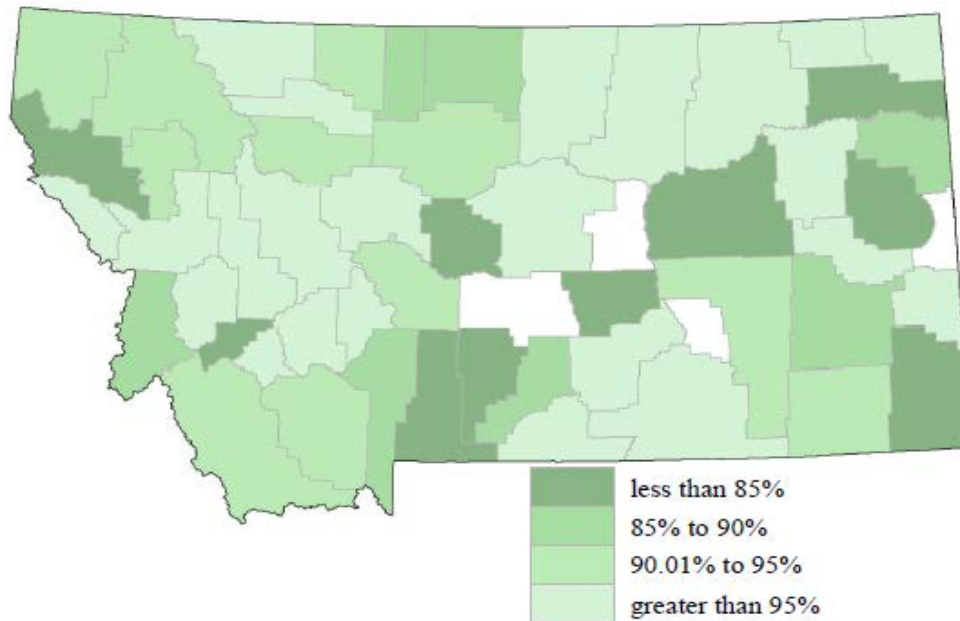 less than 85%
85% to 90%
90.01% to 95%
greater than 95%